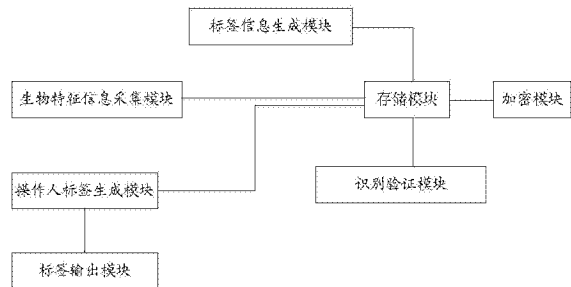 标签信息生成模块
生物特征信息采集模块
存储模块
加密模块
操作人标签生成模块
识别验证模块
标签输出模块